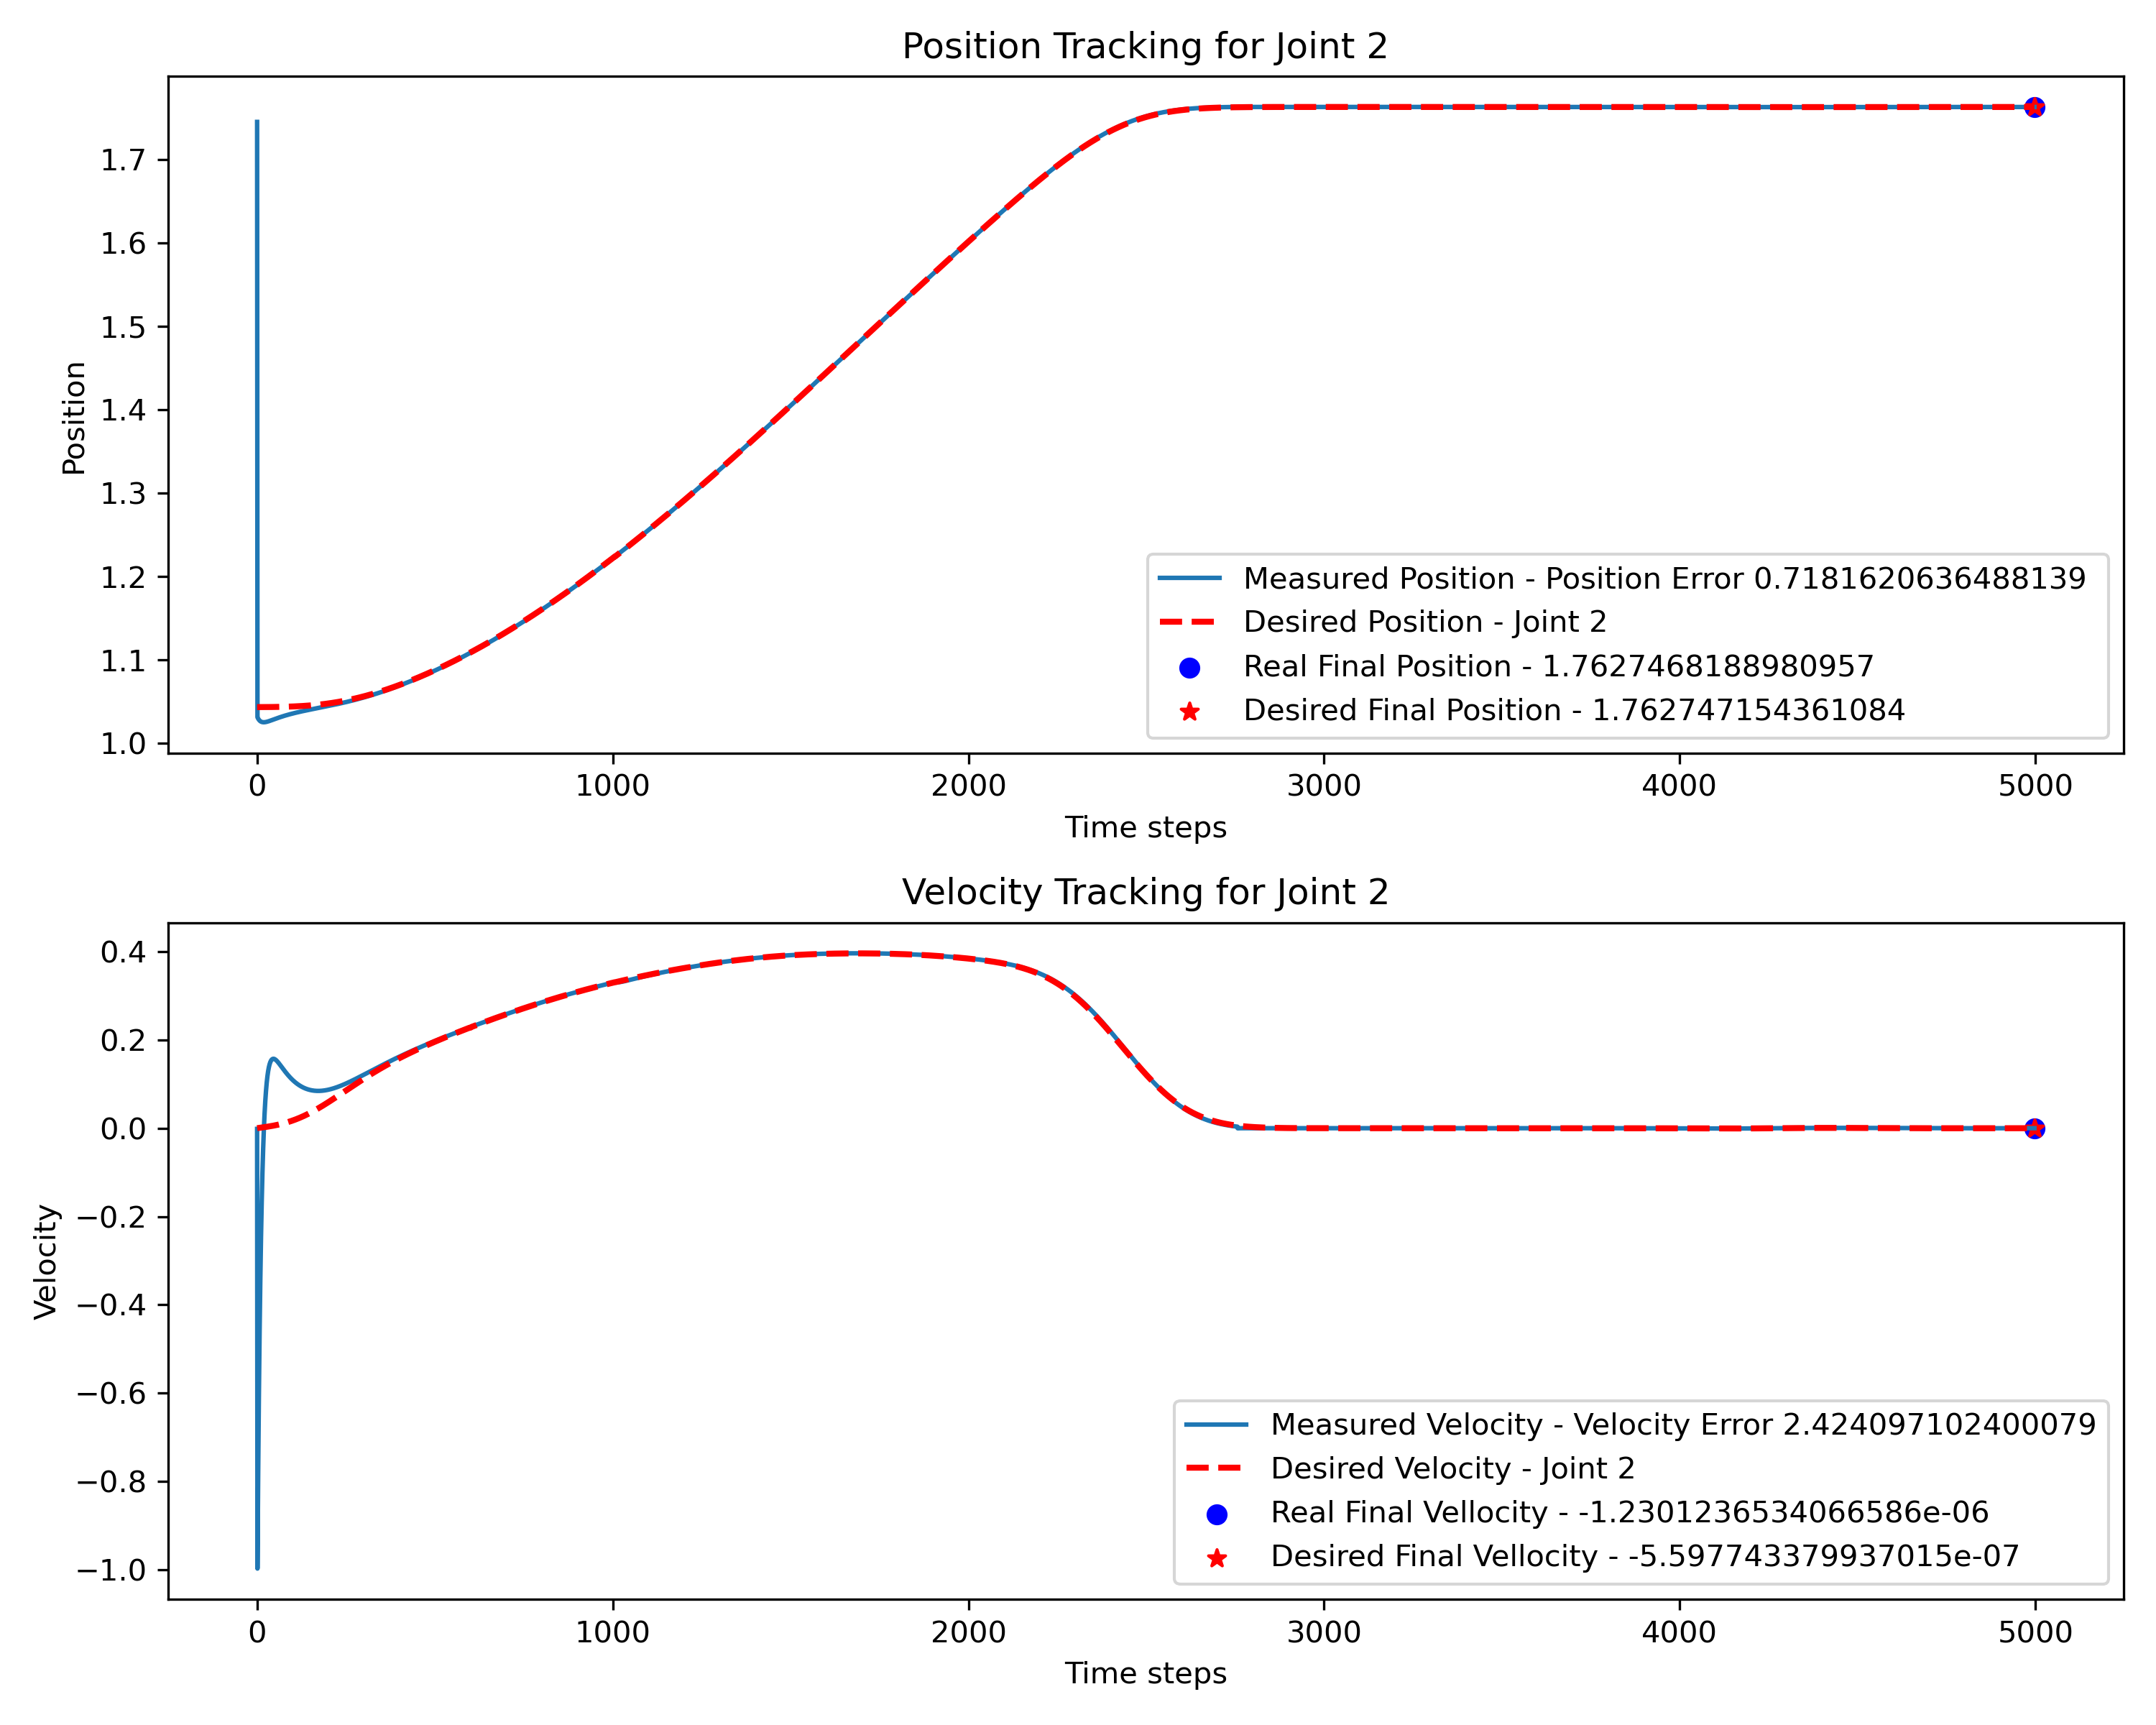 Position Tracking for Joint 2
Position
1.7
1.6
1.5
1.4
1.3
1.2
1.1
1.0
Measured Position - Position Error 0.7181620636488139
Desired Position - Joint 2
Real Final Position - 1.7627468188980957
Desired Final Position - 1.762747154361084
0 1000 2000 3000 4000 5000
Time steps
Velocity Tracking for Joint 2
Velocity
0.4
0.2
0.0
−0.2
−0.4
−0.6
−0.8
−1.0
Measured Velocity - Velocity Error 2.424097102400079
Desired Velocity - Joint 2
Real Final Vellocity - -1.2301236534066586e-06
Desired Final Vellocity - -5.597743379937015e-07
0 1000 2000 3000 4000 5000
Time steps